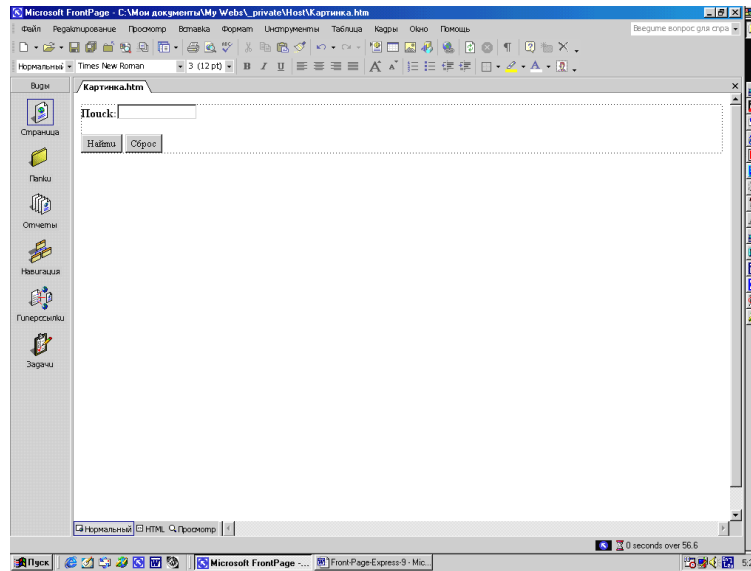 Microsoft FrontPage - C:\Мои документы\My Webs\_private\Host\Картинка.htm
Файл Редактирование Просмотр Вставка Формат Инструменты Таблица Кадры Окно Помощь Введите вопрос для спра
Нормальный Times New Roman 3 (12 pt)
Виды Картинка.htm
Поиск:
Страница
Найти Сброс
Папки
Отчеты
Навигация
Гиперссылки
Задачи
Нормальный HTML Просмотр
0 seconds over 56.6
Пуск Microsoft FrontPage -... Front-Page-Express-9 - Mic...